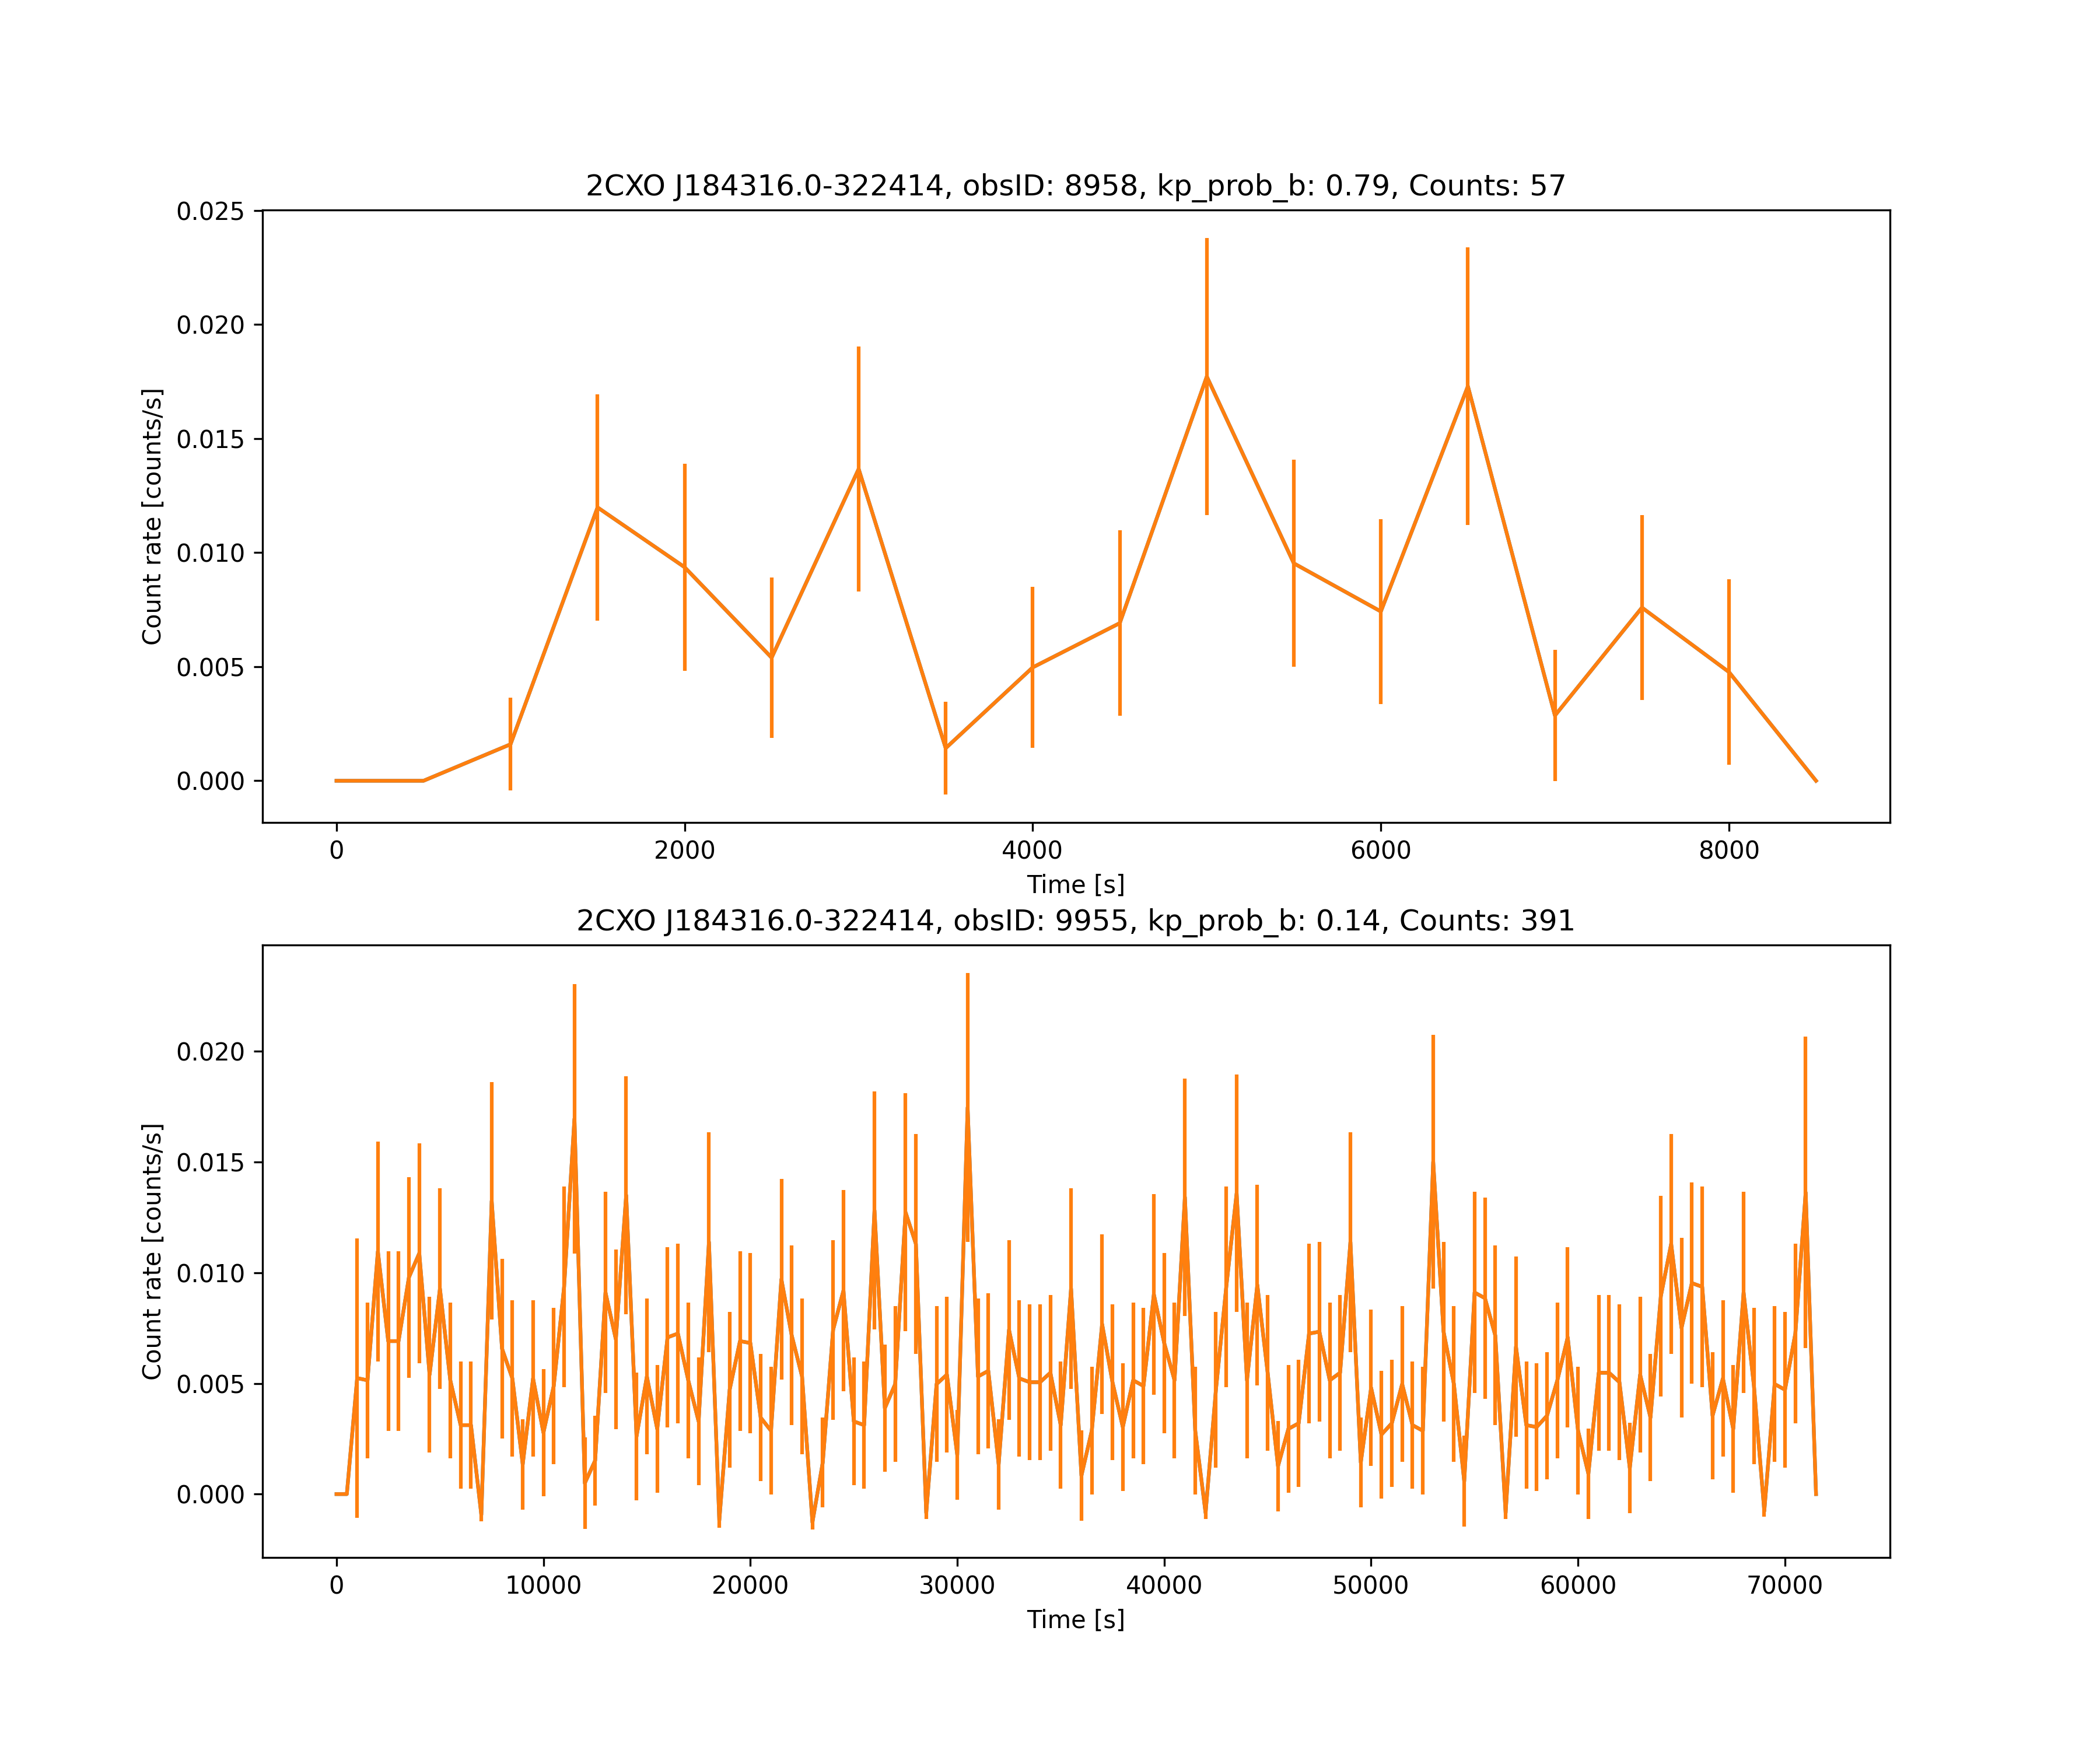 2CXO J184316.0-322414, obsID: 8958, kp_prob_b: 0.79, Counts: 57
0.025
0.020
0.015
0.010
0.005
0.000
Count rate [counts/s]
0 2000 4000 6000 8000
Time [s]
2CXO J184316.0-322414, obsID: 9955, kp_prob_b: 0.14, Counts: 391
0.020
0.015
0.010
0.005
0.000
Count rate [counts/s]
0 10000 20000 30000 40000 50000 60000 70000
Time [s]